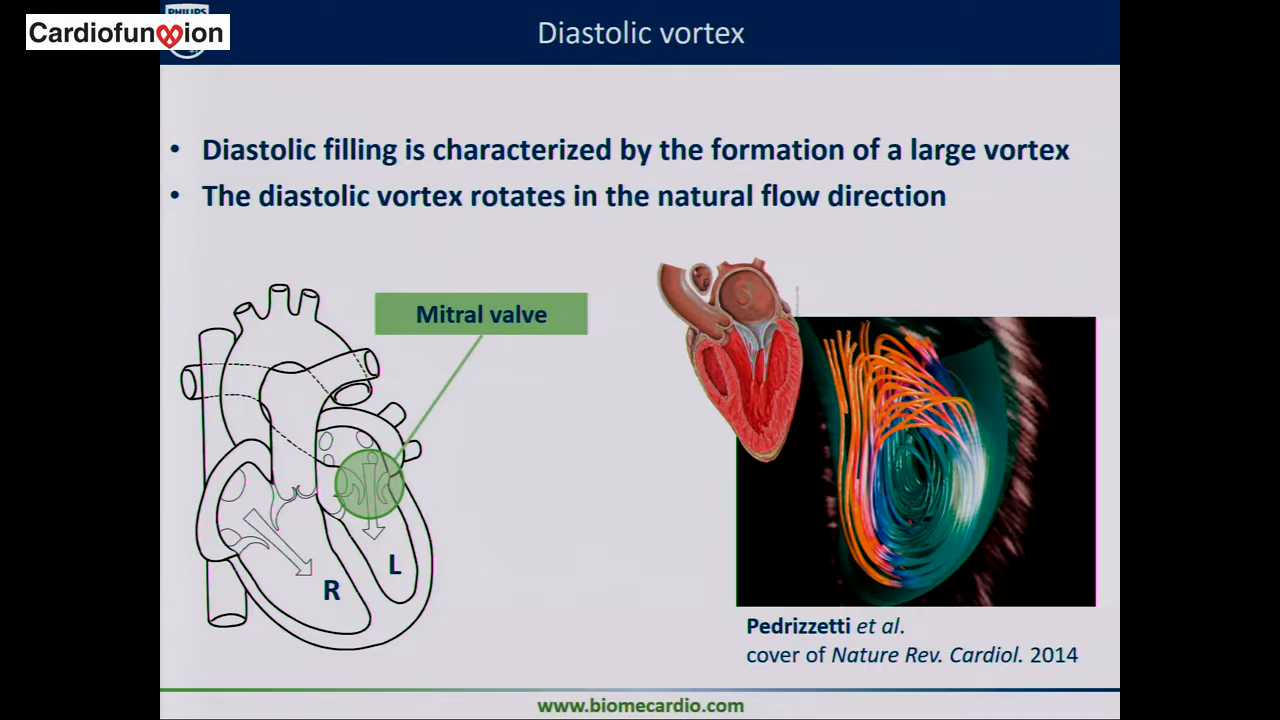 PHILIPS
Cardiofunxion
Diastolic vortex
• Diastolic filling is characterized by the formation of a large vortex
• The diastolic vortex rotates in the natural flow direction
Mitral valve
L
R
Pedrizzetti et al.
cover of Nature Rev. Cardiol. 2014
www.biomecardio.com